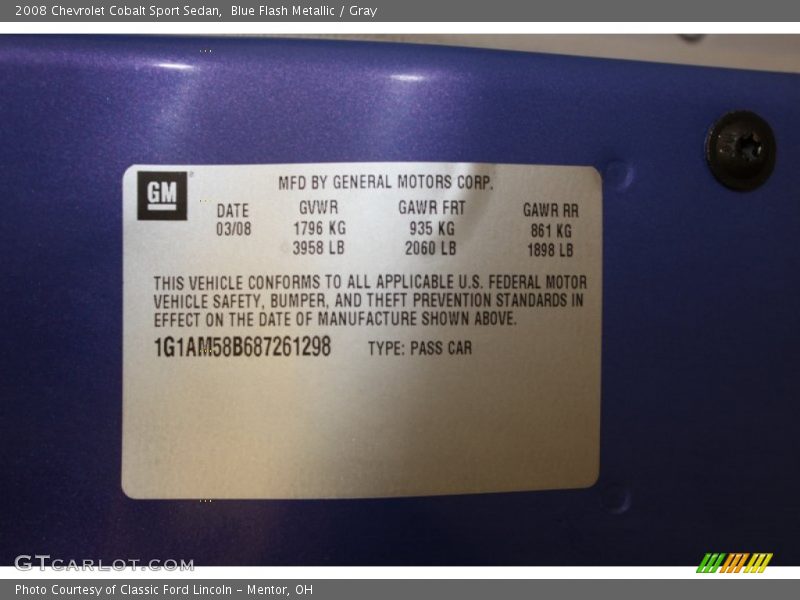 2008 Chevrolet Cobalt Sport Sedan, Blue Flash Metallic / Gray
GM
MFD BY GENERAL MOTORS CORP.
DATE GVWR GAWR FRT GAWR RR
03/08 1796 KG 935 KG 861 KG
3958 LB 2060 LB 1898 LB
THIS VEHICLE CONFORMS TO ALL APPLICABLE U.S. FEDERAL MOTOR
VEHICLE SAFETY, BUMPER, AND THEFT PREVENTION STANDARDS IN
EFFECT ON THE DATE OF MANUFACTURE SHOWN ABOVE.
1G1AM58B687261298 TYPE: PASS CAR
GTCARLOT.COM
Photo Courtesy of Classic Ford Lincoln – Mentor, OH